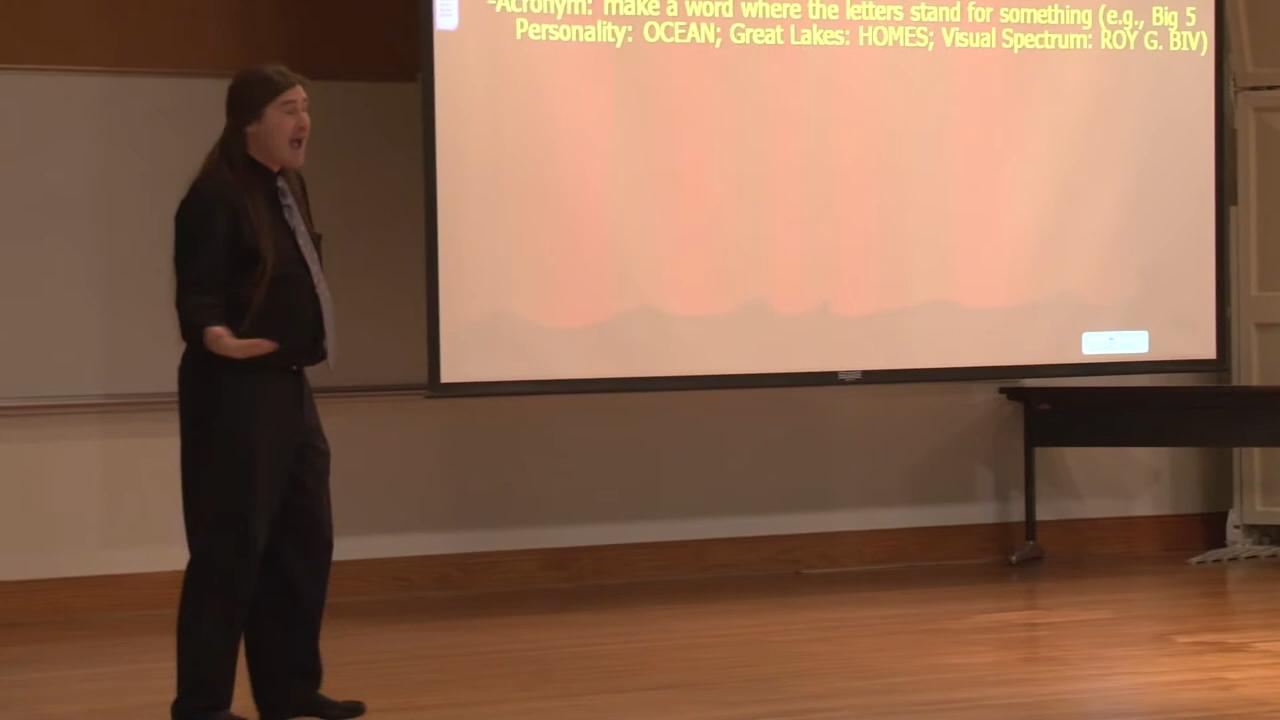 -Acronym: make a word where the letters stand for something (e.g., Big 5
Personality: OCEAN; Great Lakes: HOMES; Visual Spectrum: ROY G. BIV)